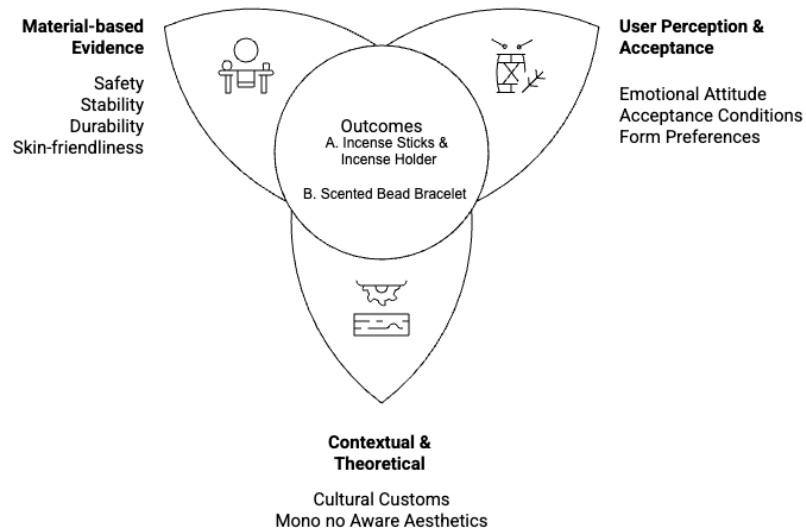 Material-based
Evidence
Safety
Stability
Durability
Skin-friendliness
User Perception &
Acceptance
Emotional Attitude
Acceptance Conditions
Form Preferences
Outcomes
A. Incense Sticks &
Incense Holder
B. Scented Bead Bracelet
Contextual &
Theoretical
Cultural Customs
Mono no Aware Aesthetics